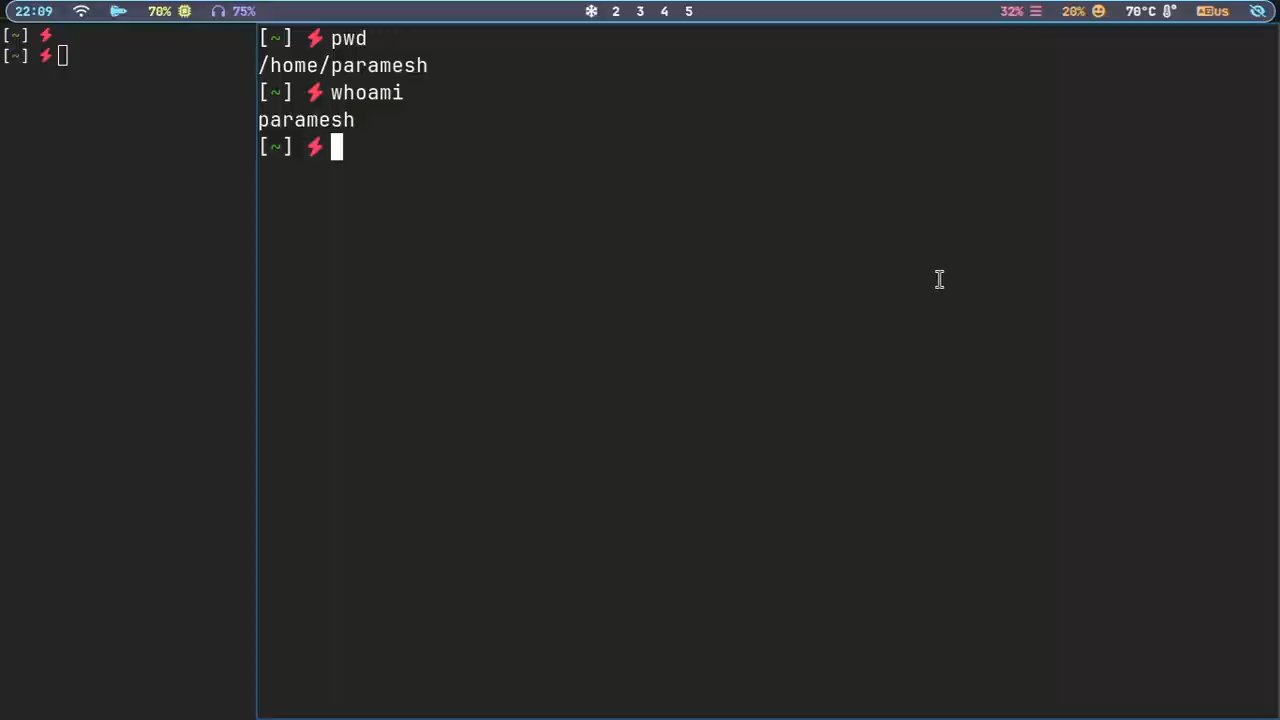 22:09 70% 75% 2 3 4 5 32% 20% 70°C us
[~]
[~]
[~] pwd
/home/paramesh
[~] whoami
paramesh
[~]